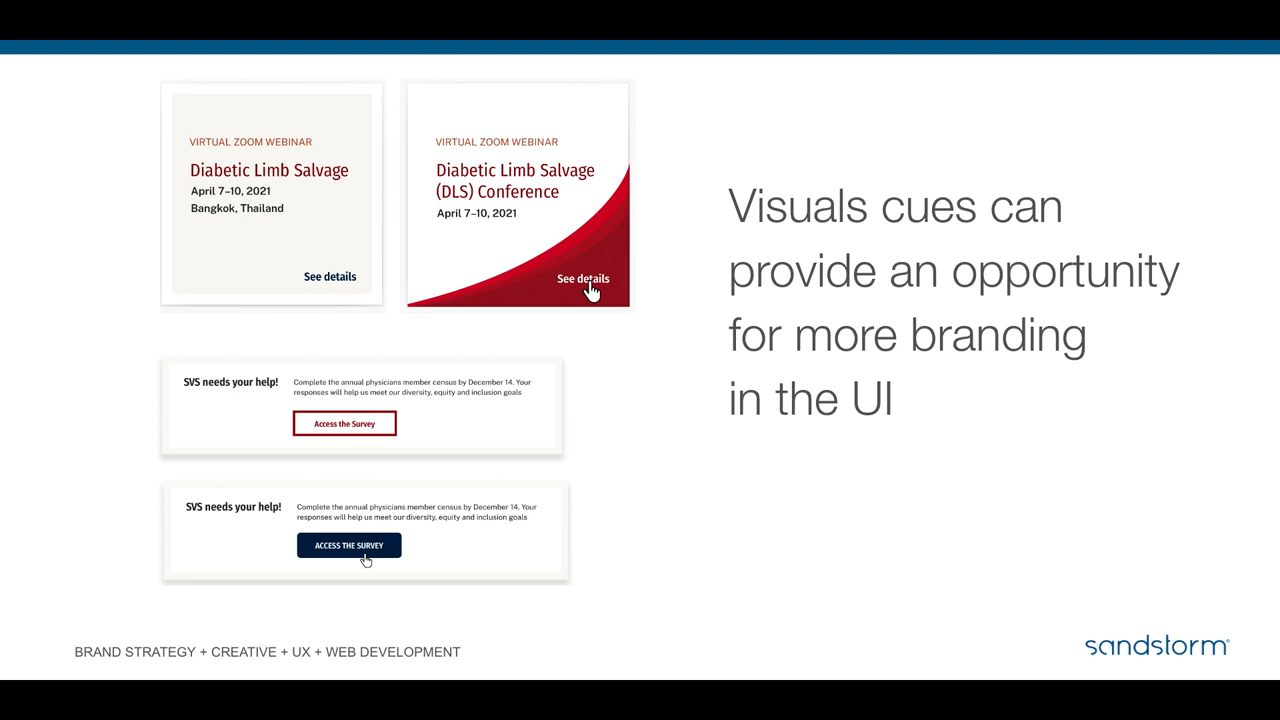 VIRTUAL ZOOM WEBINAR
Diabetic Limb Salvage
April 7–10, 2021
Bangkok, Thailand
See details
VIRTUAL ZOOM WEBINAR
Diabetic Limb Salvage
(DLS) Conference
April 7–10, 2021
See details
SVS needs your help!
Complete the annual physicians member census by December 14. Your
responses will help us meet our diversity, equity and inclusion goals
Access the Survey
SVS needs your help!
Complete the annual physicians member census by December 14. Your
responses will help us meet our diversity, equity and inclusion goals
ACCESS THE SURVEY
Visuals cues can
provide an opportunity
for more branding
in the UI
BRAND STRATEGY + CREATIVE + UX + WEB DEVELOPMENT
sandstorm®